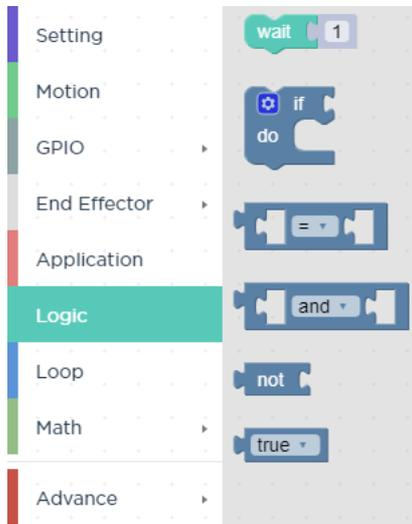 Setting
Motion
GPIO
End Effector
Application
Logic
Loop
Math
Advance
wait 1
if
do
=
and
not
true